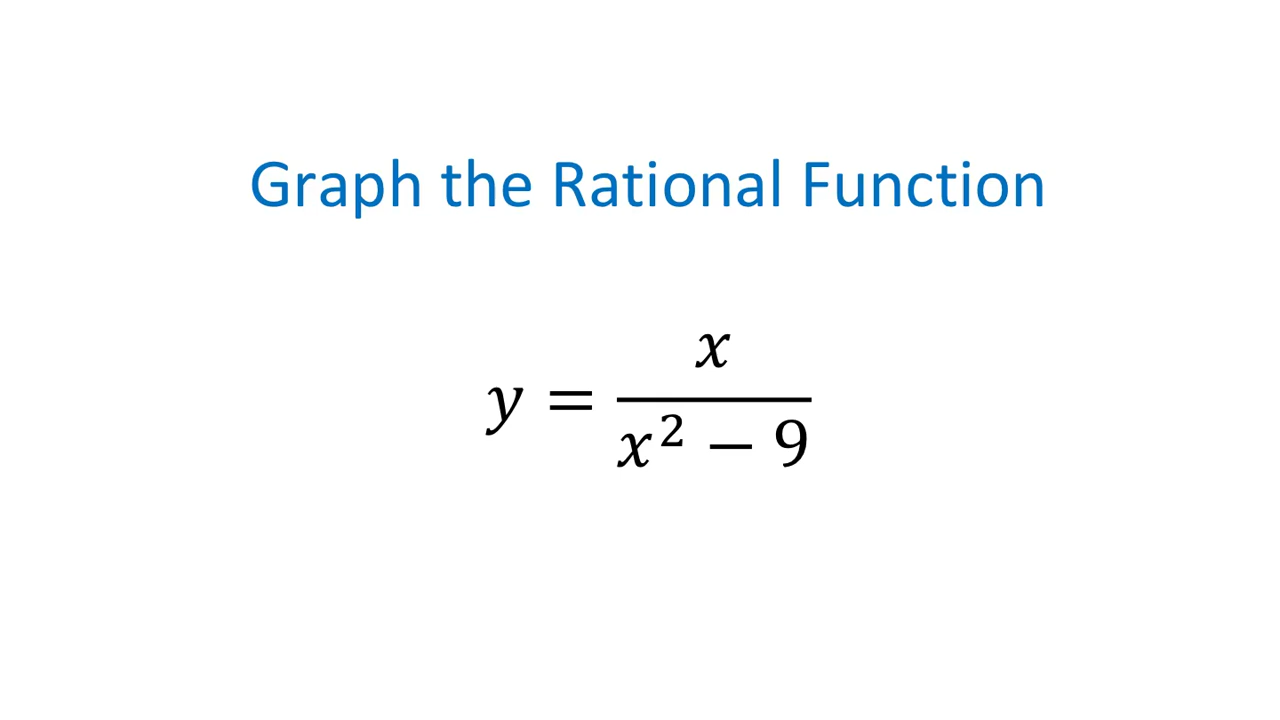 Graph the Rational Function
𝑦 = 𝑥 / (𝑥² − 9)